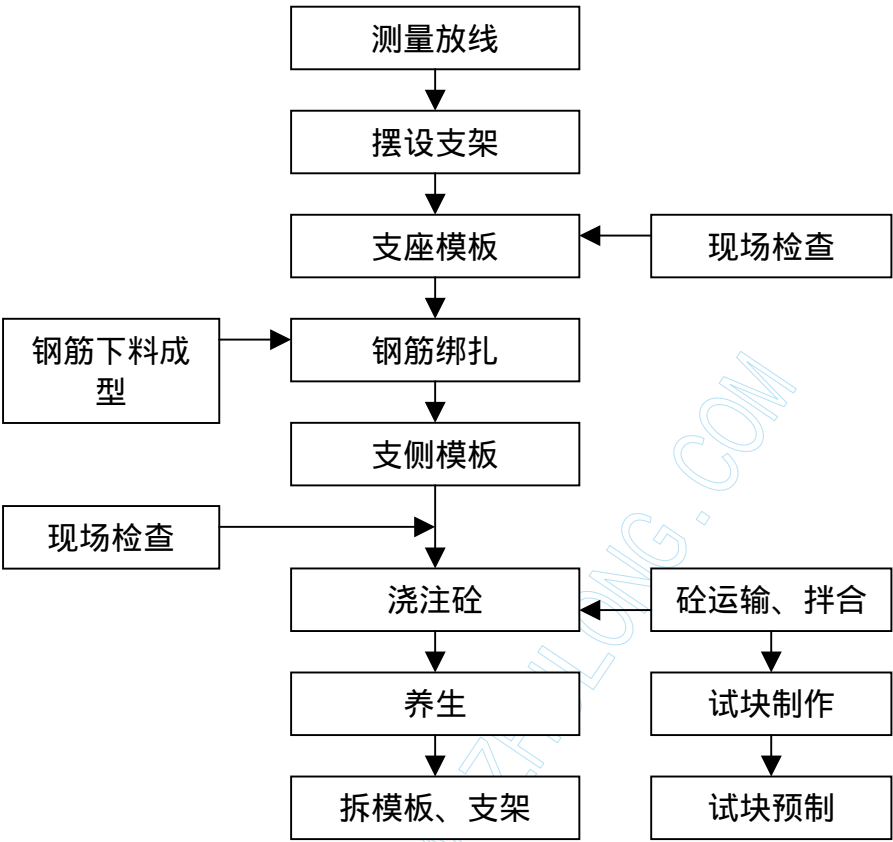 测量放线
摆设支架
支座模板
现场检查
钢筋下料成
型
钢筋绑扎
支侧模板
现场检查
浇注砼
砼运输、拌合
养生
试块制作
拆模板、支架
试块预制
ZHULONG.COM